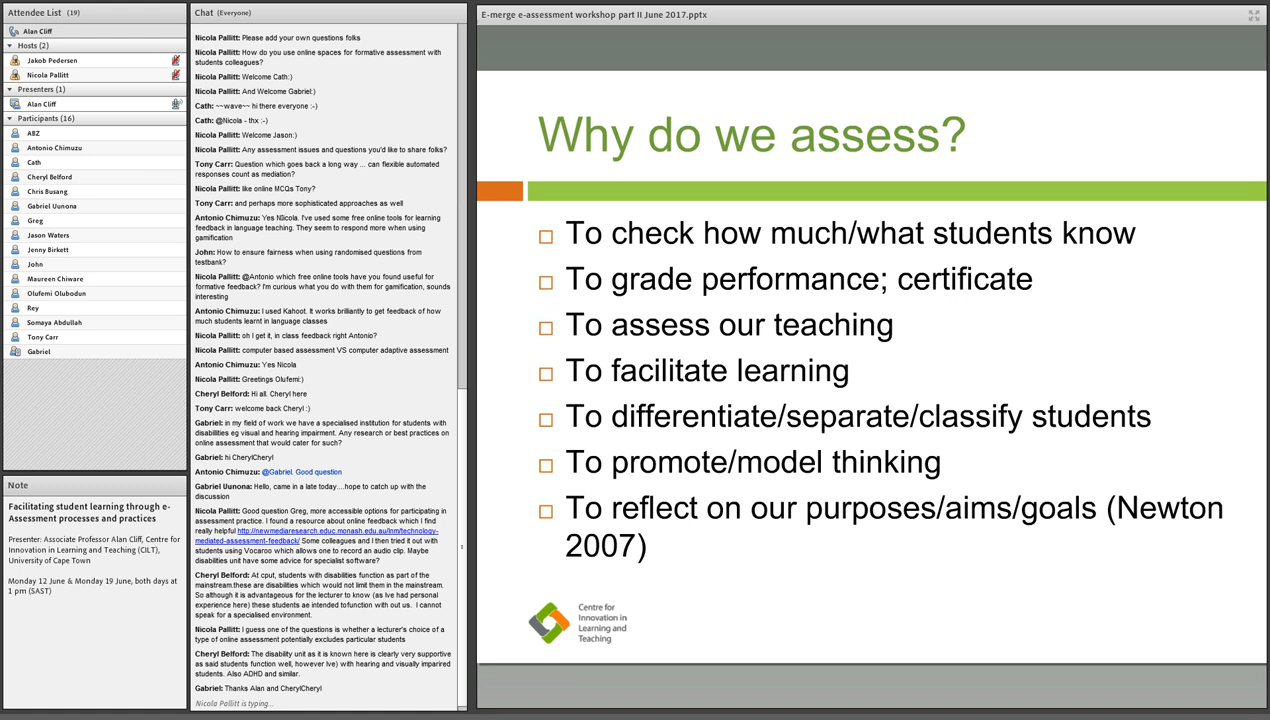 Attendee List (19)
Alan Cliff
Hosts (2)
Jakob Pedersen
Nicola Pallitt
Presenters (1)
Alan Cliff
Participants (16)
ABZ
Antonio Chimuzu
Cath
Cheryl Belford
Chris Busang
Gabriel Uunona
Greg
Jason Waters
Jenny Birkett
John
Maureen Chiware
Olufemi Olubodun
Rey
Somaya Abdullah
Tony Carr
Gabriel
Note
Facilitating student learning through e-
Assessment processes and practices
Presenter: Associate Professor Alan Cliff, Centre for
Innovation in Learning and Teaching (CILT),
University of Cape Town
Monday 12 June & Monday 19 June, both days at
1 pm (SAST)
Chat (Everyone)
Nicola Pallitt: Please add your own questions folks
Nicola Pallitt: How do you use online spaces for formative assessment with
students colleagues?
Nicola Pallitt: Welcome Cath:)
Nicola Pallitt: And Welcome Gabriel:)
Cath: ~~wave~~ hi there everyone :-)
Cath: @Nicola - thx :-)
Nicola Pallitt: Welcome Jason:)
Nicola Pallitt: Any assessment issues and questions you'd like to share folks?
Tony Carr: Question which goes back a long way ... can flexible automated
responses count as mediation?
Nicola Pallitt: like online MCQs Tony?
Tony Carr: and perhaps more sophisticated approaches as well
Antonio Chimuzu: Yes NIicola. I've used some free online tools for learning
feedback in language teaching. They seem to respond more when using
gamification
John: How to ensure fairness when using randomised questions from
testbank?
Nicola Pallitt: @Antonio which free online tools have you found useful for
formative feedback? I'm curious what you do with them for gamification, sounds
interesting
Antonio Chimuzu: I used Kahoot. It works brilliantly to get feedback of how
much students learnt in language classes
Nicola Pallitt: oh I get it, in class feedback right Antonio?
Nicola Pallitt: computer based assessment VS computer adaptive assessment
Antonio Chimuzu: Yes Nicola
Nicola Pallitt: Greetings Olufemi:)
Cheryl Belford: Hi all. Cheryl here
Tony Carr: welcome back Cheryl :)
Gabriel: in my field of work we have a specialised institution for students with
disabilities eg visual and hearing impairment. Any research or best practices on
online assessment that would cater for such?
Gabriel: hi CherylCheryl
Antonio Chimuzu: @Gabriel. Good question
Gabriel Uunona: Hello, came in a late today....hope to catch up with the
discussion
Nicola Pallitt: Good question Greg, more accessible options for participating in
assessment practice. I found a resource about online feedback which I find
really helpful http://newmediaresearch.educ.monash.edu.au/lnm/technology-
mediated-assessment-feedback/ Some colleagues and I then tried it out with
students using Vocaroo which allows one to record an audio clip. Maybe
disabilities unit have some advice for specialist software?
Cheryl Belford: At cput, students with disabilities function as part of the
mainstream.these are disabilities which would not limit them in the mainstream.
So although it is advantageous for the lecturer to know (as Ive had personal
experience here) these students ae intended tofunction with out us. I cannot
speak for a specialised environment.
Nicola Pallitt: I guess one of the questions is whether a lecturer's choice of a
type of online assessment potentially excludes particular students
Cheryl Belford: The disability unit as it is known here is clearly very supportive
as said students function well, however Ive) with hearing and visually impaired
students. Also ADHD and similar.
Gabriel: Thanks Alan and CherylCheryl
Nicola Pallitt is typing...
E-merge e-assessment workshop part II June 2017.pptx
Why do we assess?
To check how much/what students know
To grade performance; certificate
To assess our teaching
To facilitate learning
To differentiate/separate/classify students
To promote/model thinking
To reflect on our purposes/aims/goals (Newton
2007)
Centre for
Innovation in
Learning and
Teaching